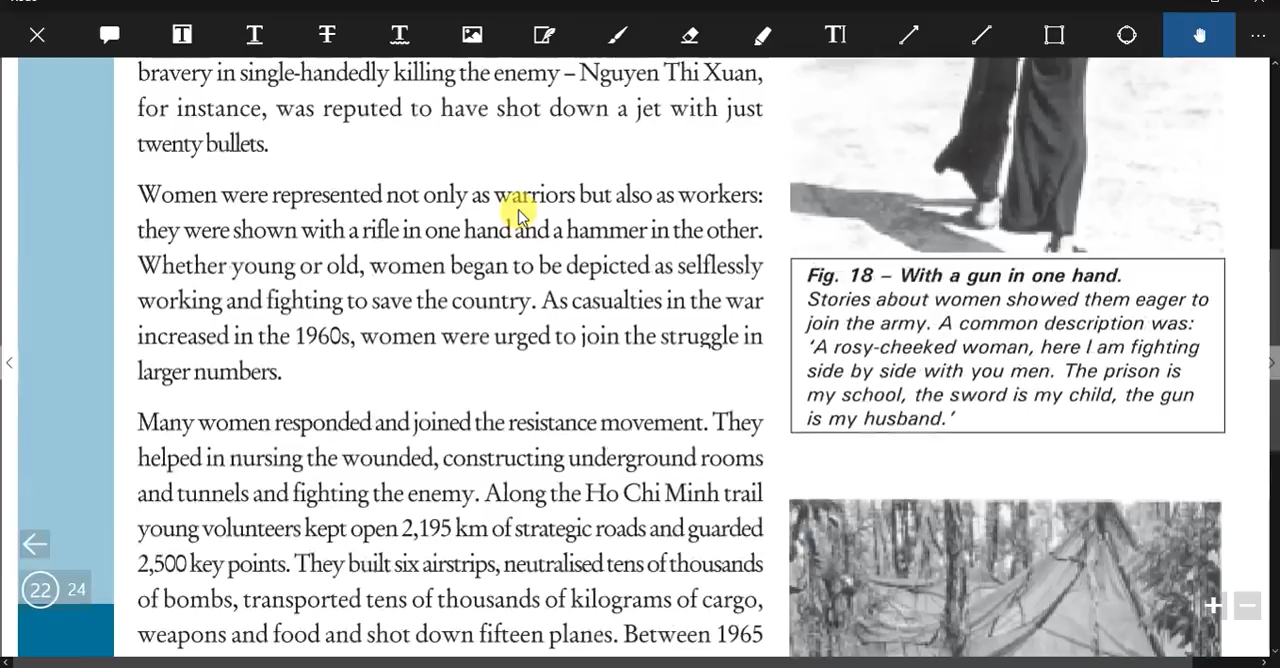 bravery in single-handedly killing the enemy – Nguyen Thi Xuan,
for instance, was reputed to have shot down a jet with just
twenty bullets.
Women were represented not only as warriors but also as workers:
they were shown with a rifle in one hand and a hammer in the other.
Whether young or old, women began to be depicted as selflessly
working and fighting to save the country. As casualties in the war
increased in the 1960s, women were urged to join the struggle in
larger numbers.
Many women responded and joined the resistance movement. They
helped in nursing the wounded, constructing underground rooms
and tunnels and fighting the enemy. Along the Ho Chi Minh trail
young volunteers kept open 2,195 km of strategic roads and guarded
2,500 key points. They built six airstrips, neutralised tens of thousands
of bombs, transported tens of thousands of kilograms of cargo,
weapons and food and shot down fifteen planes. Between 1965
Fig. 18 – With a gun in one hand.
Stories about women showed them eager to
join the army. A common description was:
‘A rosy-cheeked woman, here I am fighting
side by side with you men. The prison is
my school, the sword is my child, the gun
is my husband.’
22 24